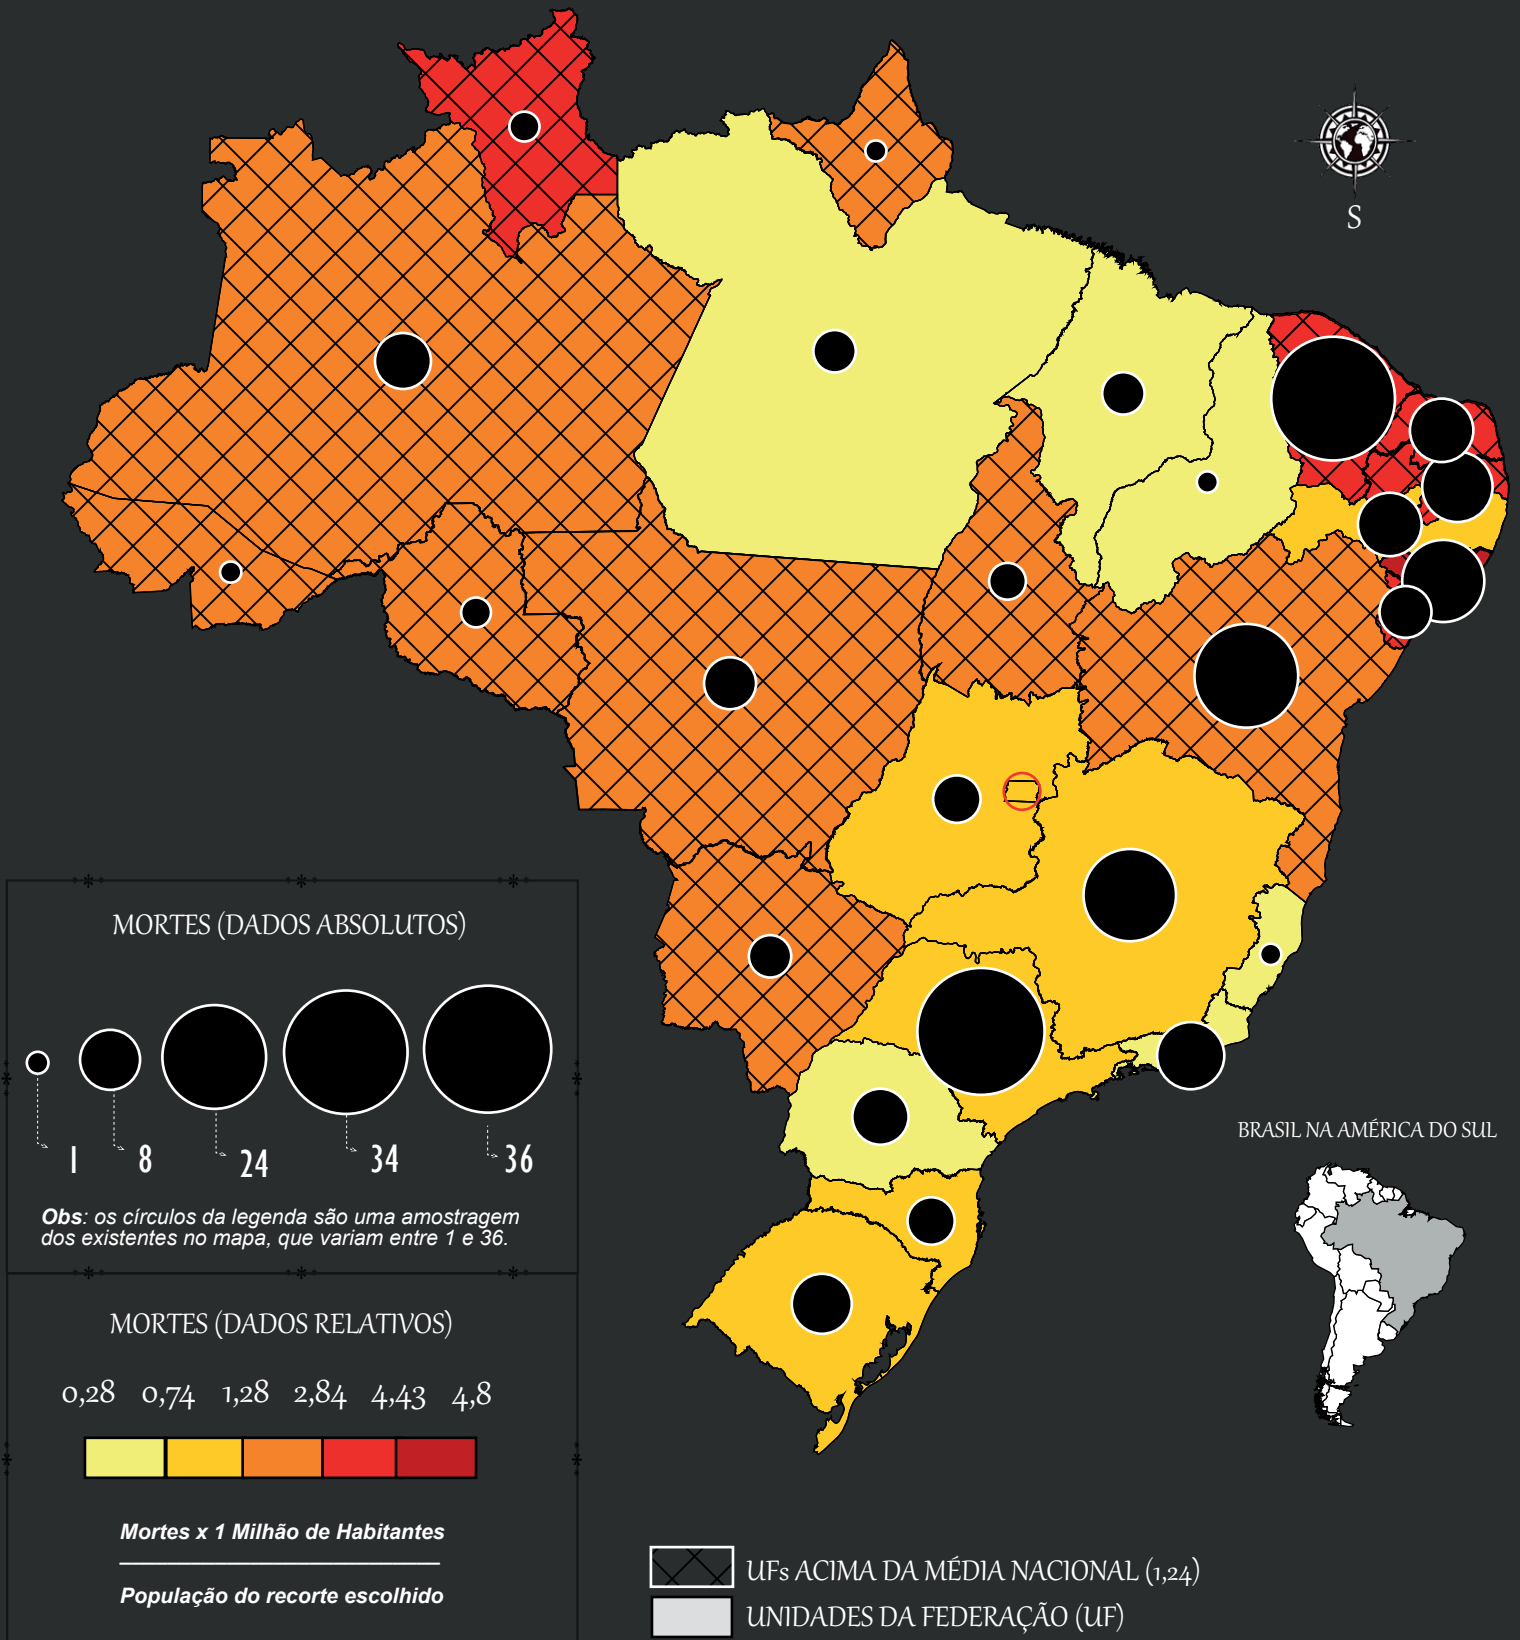 S
MORTES (DADOS ABSOLUTOS)
1
8
24
34
36
Obs: os círculos da legenda são uma amostragem
dos existentes no mapa, que variam entre 1 e 36.
MORTES (DADOS RELATIVOS)
0,28 0,74 1,28 2,84 4,43 4,8
Mortes x 1 Milhão de Habitantes
População do recorte escolhido
BRASIL NA AMÉRICA DO SUL
UFs ACIMA DA MÉDIA NACIONAL (1,24)
UNIDADES DA FEDERAÇÃO (UF)